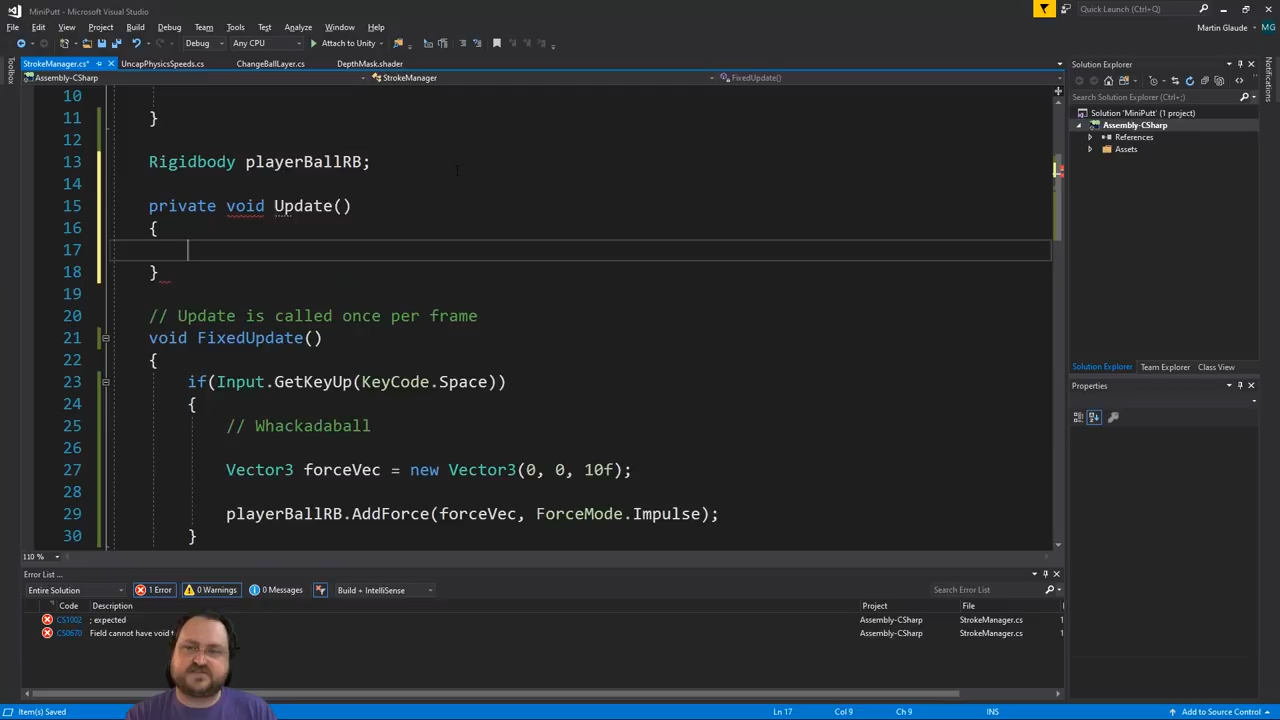 MiniPutt - Microsoft Visual Studio
Quick Launch (Ctrl+Q)
File Edit View Project Build Debug Team Tools Test Analyze Window Help
Martin Glaude MG
Debug Any CPU Attach to Unity
StrokeManager.cs* UncapPhysicsSpeeds.cs ChangeBallLayer.cs DepthMask.shader
Assembly-CSharp StrokeManager FixedUpdate()
Toolbox
Notifications
10
11 }
12
13 Rigidbody playerBallRB;
14
15 private void Update()
16 {
17
18 }
19
20 // Update is called once per frame
21 void FixedUpdate()
22 {
23 if(Input.GetKeyUp(KeyCode.Space))
24 {
25 // Whackadaball
26
27 Vector3 forceVec = new Vector3(0, 0, 10f);
28
29 playerBallRB.AddForce(forceVec, ForceMode.Impulse);
30 }
110 %
Solution Explorer
Search Solution Explorer (Ctrl+;)
Solution 'MiniPutt' (1 project)
Assembly-CSharp
References
Assets
Solution Explorer Team Explorer Class View
Properties
Error List ...
Entire Solution 1 Error 0 Warnings 0 Messages Build + IntelliSense Search Error List
Code Description Project File
CS1002 ; expected Assembly-CSharp StrokeManager.cs 1
CS0670 Field cannot have void t Assembly-CSharp StrokeManager.cs 1
Item(s) Saved Ln 17 Col 9 Ch 9 INS Add to Source Control